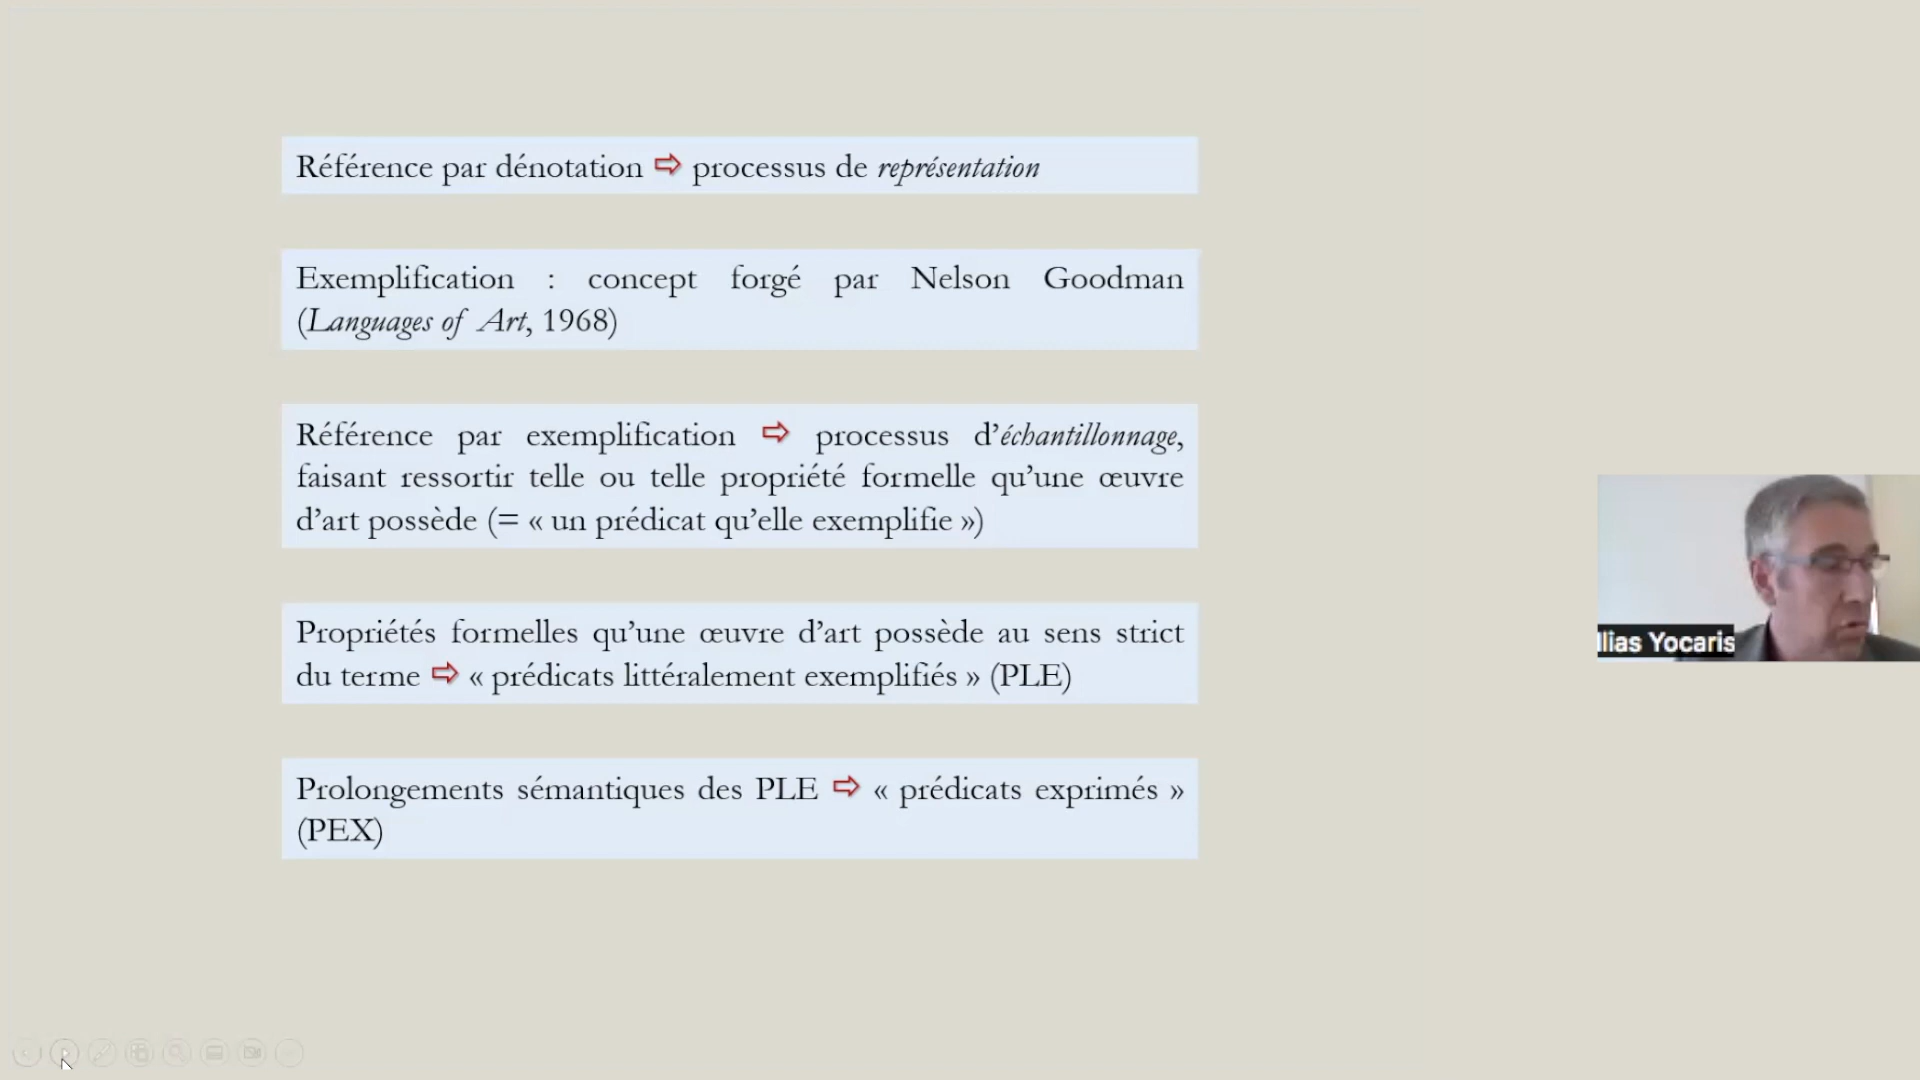 Référence par dénotation ⇨ processus de représentation
Exemplification : concept forgé par Nelson Goodman
(Languages of Art, 1968)
Référence par exemplification ⇨ processus d’échantillonnage,
faisant ressortir telle ou telle propriété formelle qu’une œuvre
d’art possède (= « un prédicat qu’elle exemplifie »)
Propriétés formelles qu’une œuvre d’art possède au sens strict
du terme ⇨ « prédicats littéralement exemplifiés » (PLE)
Prolongements sémantiques des PLE ⇨ « prédicats exprimés »
(PEX)
Ilias Yocaris